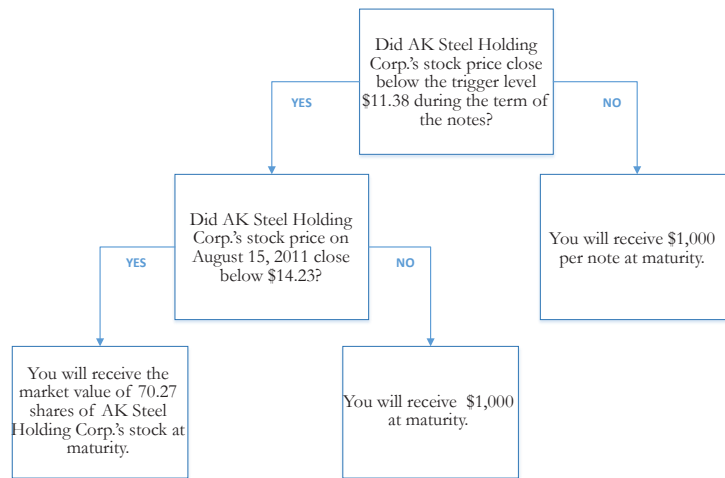 Did AK Steel Holding
Corp.'s stock price close
below the trigger level
$11.38 during the term of
the notes?
YES
NO
Did AK Steel Holding
Corp.'s stock price on
August 15, 2011 close
below $14.23?
You will receive $1,000
per note at maturity.
YES
NO
You will receive the
market value of 70.27
shares of AK Steel
Holding Corp.'s stock at
maturity.
You will receive $1,000
at maturity.